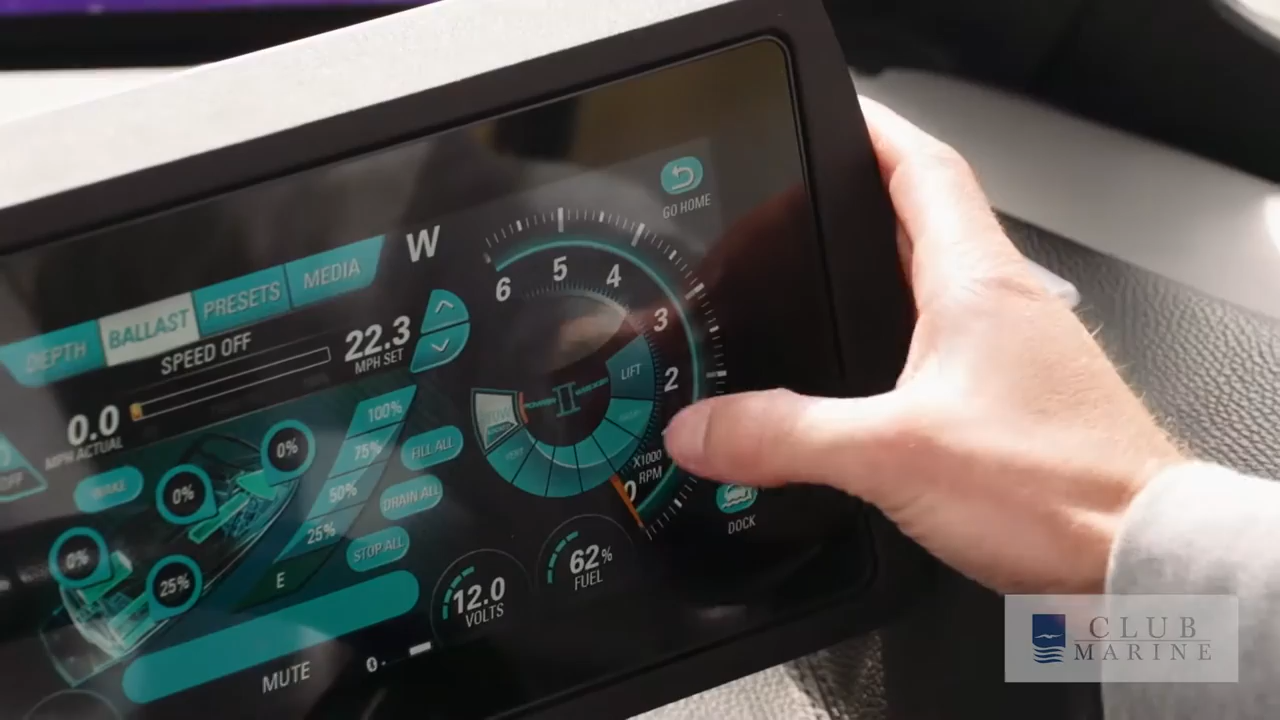 GO HOME
DEPTH
BALLAST
PRESETS
MEDIA
W
SPEED OFF
22.3
MPH SET
0.0
MPH ACTUAL
OFF
WAKE
0%
0%
0%
25%
100%
75%
50%
25%
E
FILL ALL
DRAIN ALL
STOP ALL
6
5
4
3
2
0
X1000
RPM
LIFT
DOCK
12.0
VOLTS
62%
FUEL
MUTE
CLUB
MARINE